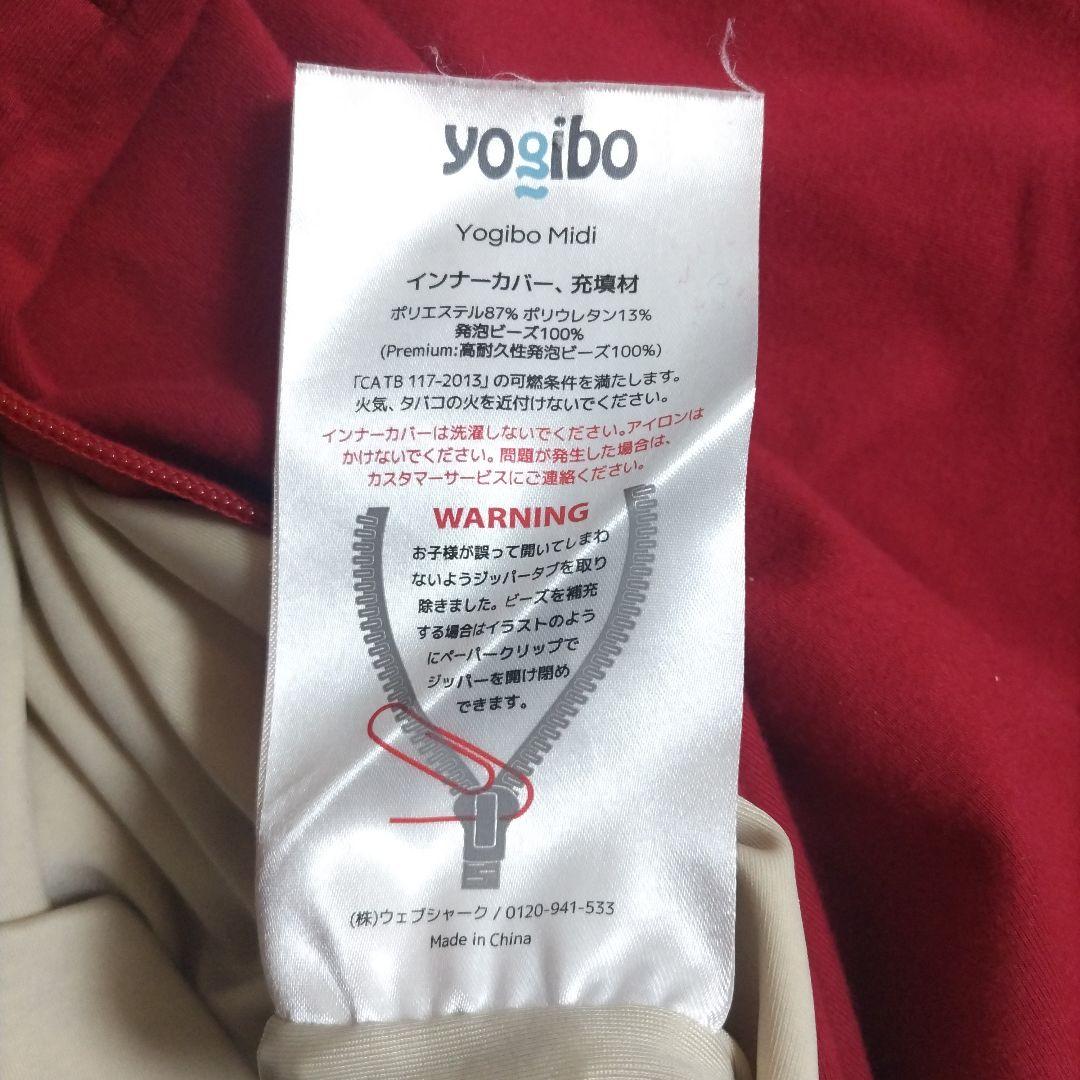 yogibo
Yogibo Midi
インナーカバー、充填材
ポリエステル87% ポリウレタン13%
発泡ビーズ100%
(Premium:高耐久性発泡ビーズ100%)
「CA TB 117-2013」の可燃条件を満たします。
火気、タバコの火を近付けないでください。
インナーカバーは洗濯しないでください。アイロンは
かけないでください。問題が発生した場合は、
カスタマーサービスにご連絡ください。
WARNING
お子様が誤って開いてしまわ
ないようジッパータブを取り
除きました。ビーズを補充
する場合はイラストのよう
にペーパークリップで
ジッパーを開け閉め
できます。
(株)ウェブシャーク / 0120-941-533
Made in China